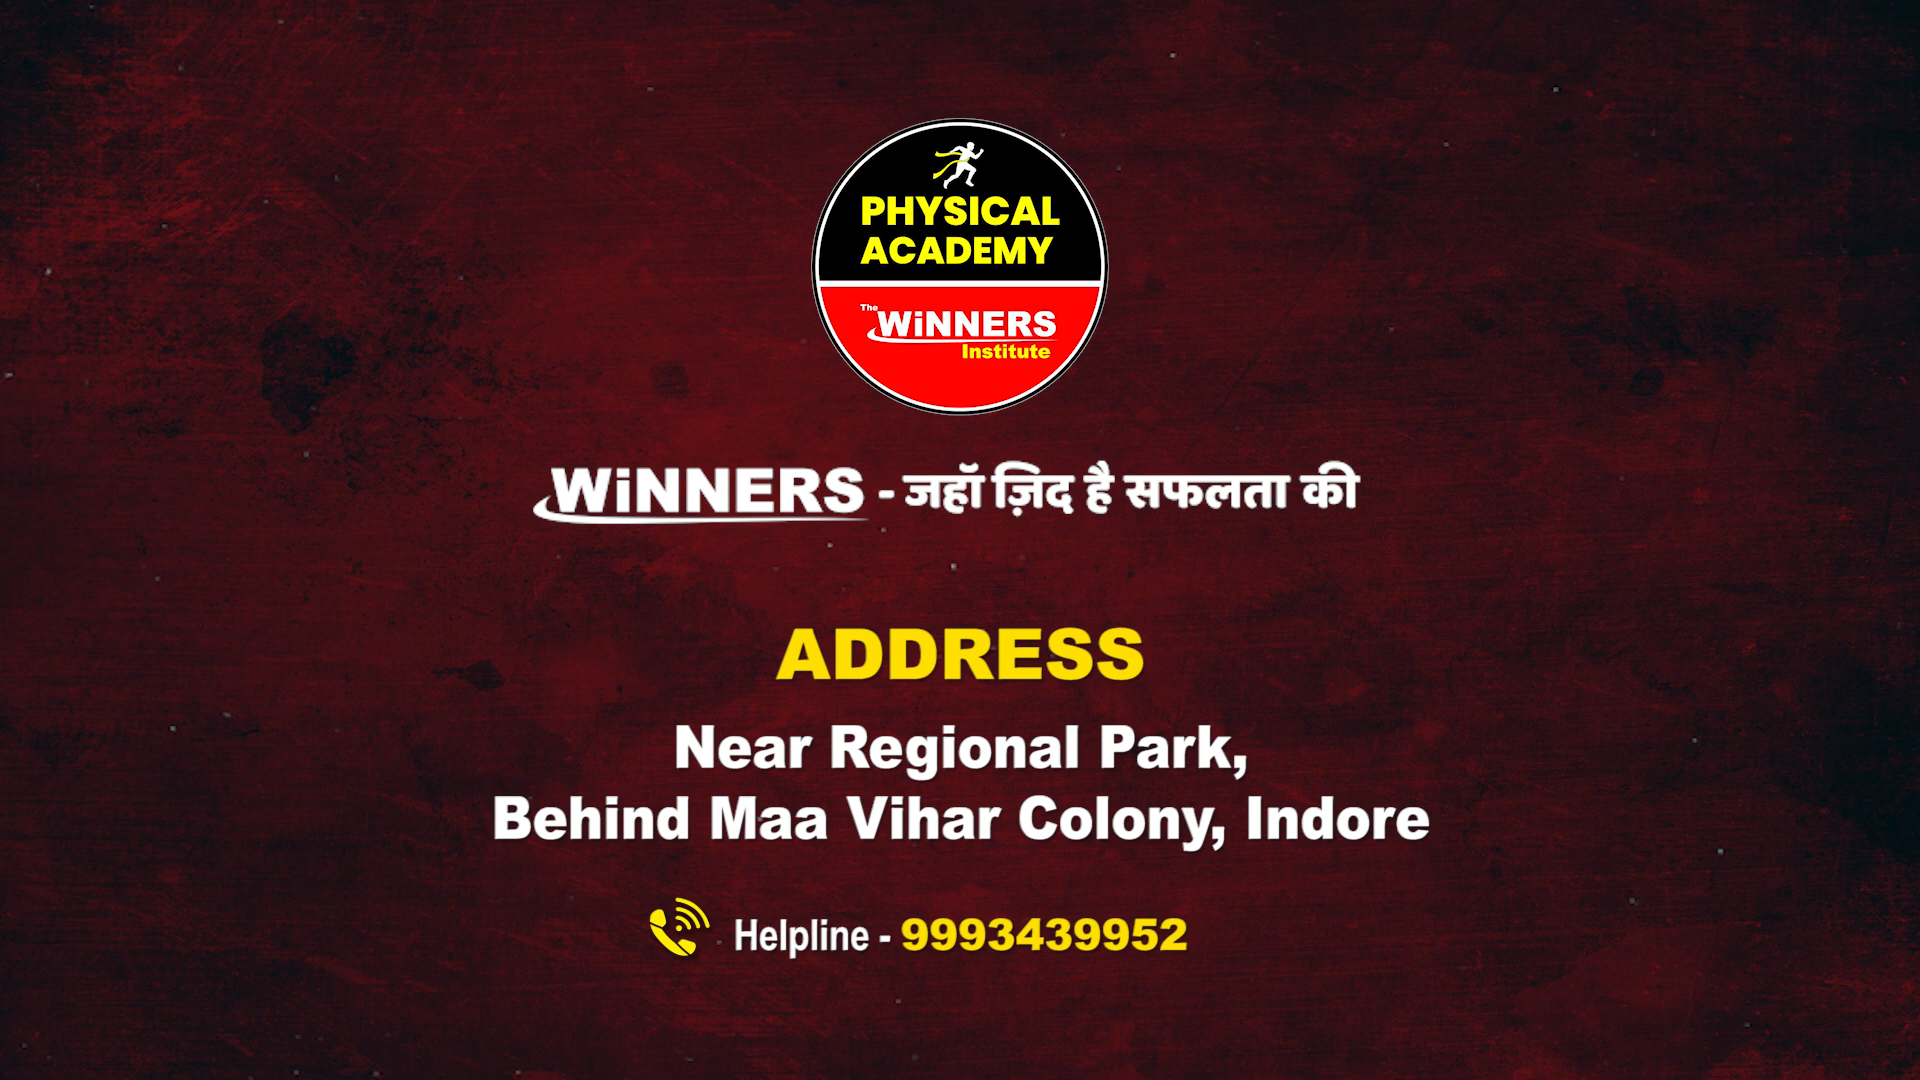 PHYSICAL
ACADEMY
The WiNNERS
Institute
WiNNERS - जहॉ ज़िद है सफलता की
ADDRESS
Near Regional Park,
Behind Maa Vihar Colony, Indore
Helpline - 9993439952